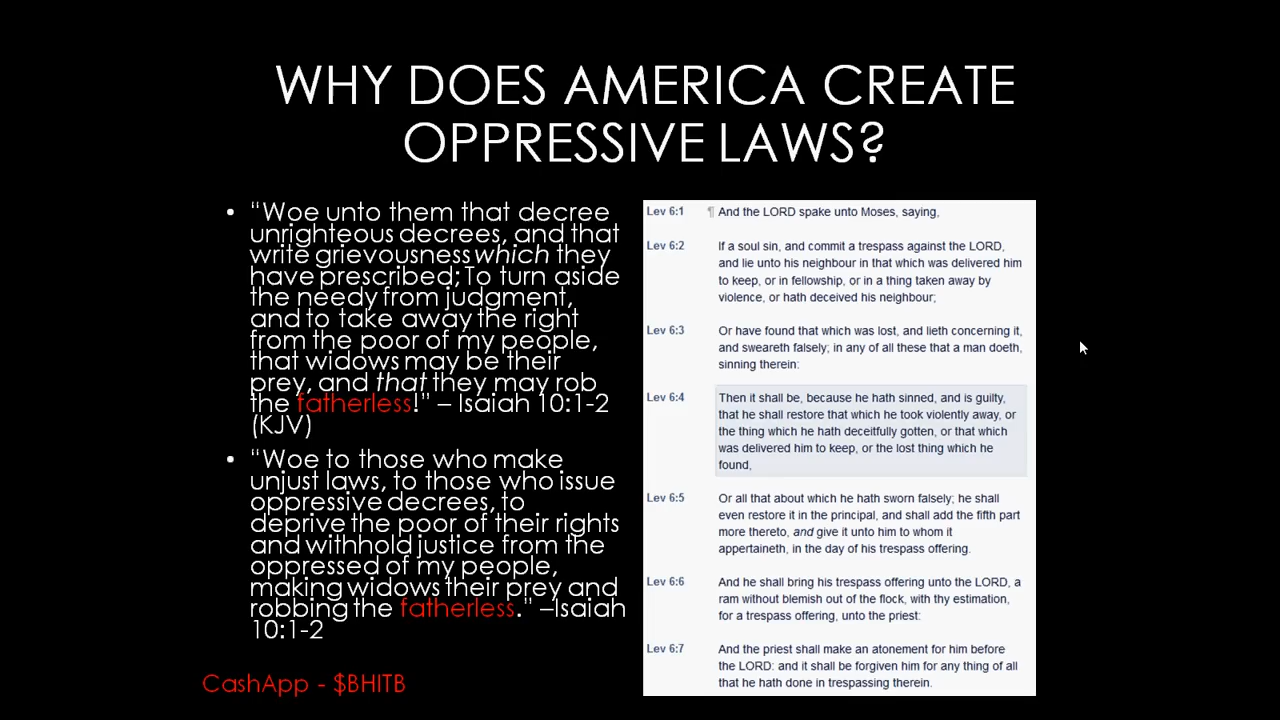 WHY DOES AMERICA CREATE
OPPRESSIVE LAWS?
• “Woe unto them that decree
unrighteous decrees, and that
write grievousness which they
have prescribed; To turn aside
the needy from judgment,
and to take away the right
from the poor of my people,
that widows may be their
prey, and that they may rob
the fatherless!” – Isaiah 10:1-2
(KJV)
• “Woe to those who make
unjust laws, to those who issue
oppressive decrees, to
deprive the poor of their rights
and withhold justice from the
oppressed of my people,
making widows their prey and
robbing the fatherless.” –Isaiah
10:1-2
CashApp - $BHITB
Lev 6:1 ¶ And the LORD spake unto Moses, saying,
Lev 6:2 If a soul sin, and commit a trespass against the LORD,
and lie unto his neighbour in that which was delivered him
to keep, or in fellowship, or in a thing taken away by
violence, or hath deceived his neighbour;
Lev 6:3 Or have found that which was lost, and lieth concerning it,
and sweareth falsely; in any of all these that a man doeth,
sinning therein:
Lev 6:4 Then it shall be, because he hath sinned, and is guilty,
that he shall restore that which he took violently away, or
the thing which he hath deceitfully gotten, or that which
was delivered him to keep, or the lost thing which he
found,
Lev 6:5 Or all that about which he hath sworn falsely; he shall
even restore it in the principal, and shall add the fifth part
more thereto, and give it unto him to whom it
appertaineth, in the day of his trespass offering.
Lev 6:6 And he shall bring his trespass offering unto the LORD, a
ram without blemish out of the flock, with thy estimation,
for a trespass offering, unto the priest:
Lev 6:7 And the priest shall make an atonement for him before
the LORD: and it shall be forgiven him for any thing of all
that he hath done in trespassing therein.